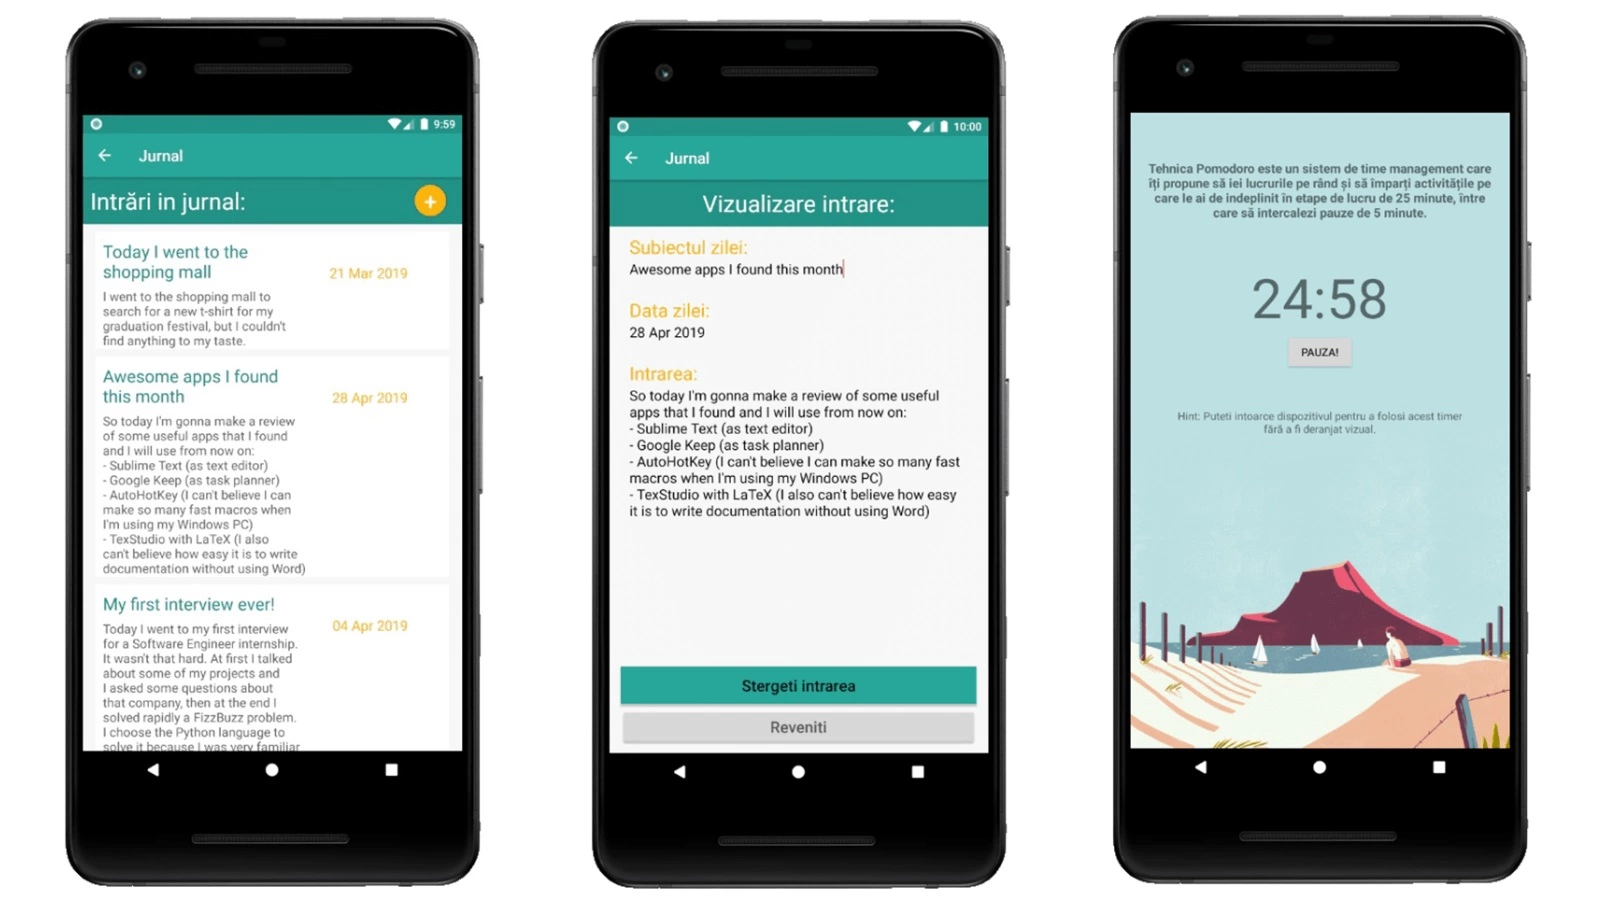 9:59
Jurnal
Intrări in jurnal:
+
Today I went to the
shopping mall
21 Mar 2019
I went to the shopping mall to
search for a new t-shirt for my
graduation festival, but I couldn't
find anything to my taste.
Awesome apps I found
this month
28 Apr 2019
So today I'm gonna make a review
of some useful apps that I found
and I will use from now on:
- Sublime Text (as text editor)
- Google Keep (as task planner)
- AutoHotKey (I can't believe I can
make so many fast macros when
I'm using my Windows PC)
- TexStudio with LaTeX (I also
can't believe how easy it is to write
documentation without using Word)
My first interview ever!
04 Apr 2019
Today I went to my first interview
for a Software Engineer internship.
It wasn't that hard. At first I talked
about some of my projects and
I asked some questions about
that company, then at the end I
solved rapidly a FizzBuzz problem.
I choose the Python language to
solve it because I was very familiar
10:00
Jurnal
Vizualizare intrare:
Subiectul zilei:
Awesome apps I found this month
Data zilei:
28 Apr 2019
Intrarea:
So today I'm gonna make a review of some useful
apps that I found and I will use from now on:
- Sublime Text (as text editor)
- Google Keep (as task planner)
- AutoHotKey (I can't believe I can make so many fast
macros when I'm using my Windows PC)
- TexStudio with LaTeX (I also can't believe how easy
it is to write documentation without using Word)
Stergeti intrarea
Reveniti
Tehnica Pomodoro este un sistem de time management care
îți propune să iei lucrurile pe rând și să împarți activitățile pe
care le ai de indeplinit în etape de lucru de 25 minute, între
care să intercalezi pauze de 5 minute.
24:58
PAUZA!
Hint: Puteti intoarce dispozitivul pentru a folosi acest timer
fără a fi deranjat vizual.